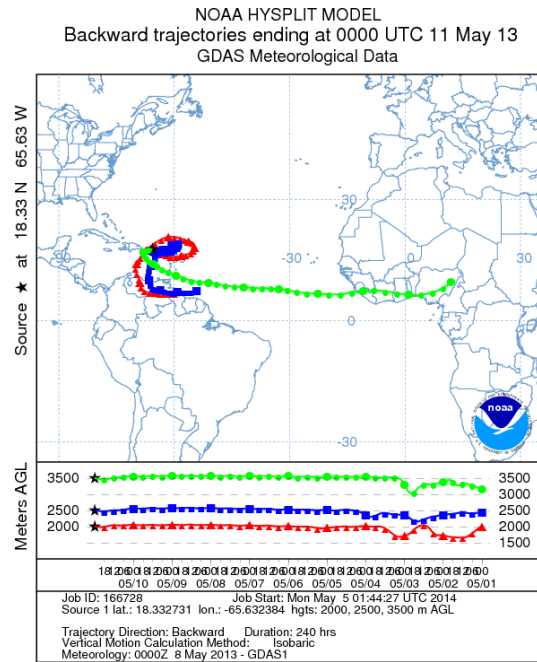 NOAA HYSPLIT MODEL
Backward trajectories ending at 0000 UTC 11 May 13
GDAS Meteorological Data
Source ★ at 18.33 N 65.63 W
30
-30
30
0
-30
noaa
Meters AGL
3500
2500
2000
3500
3000
2500
2000
1500
05/10 05/09 05/08 05/07 05/06 05/05 05/04 05/03 05/02 05/01
Job ID: 166728 Job Start: Mon May 5 01:44:27 UTC 2014
Source 1 lat.: 18.332731 lon.: -65.632384 hgts: 2000, 2500, 3500 m AGL
Trajectory Direction: Backward Duration: 240 hrs
Vertical Motion Calculation Method: Isobaric
Meteorology: 0000Z 8 May 2013 - GDAS1